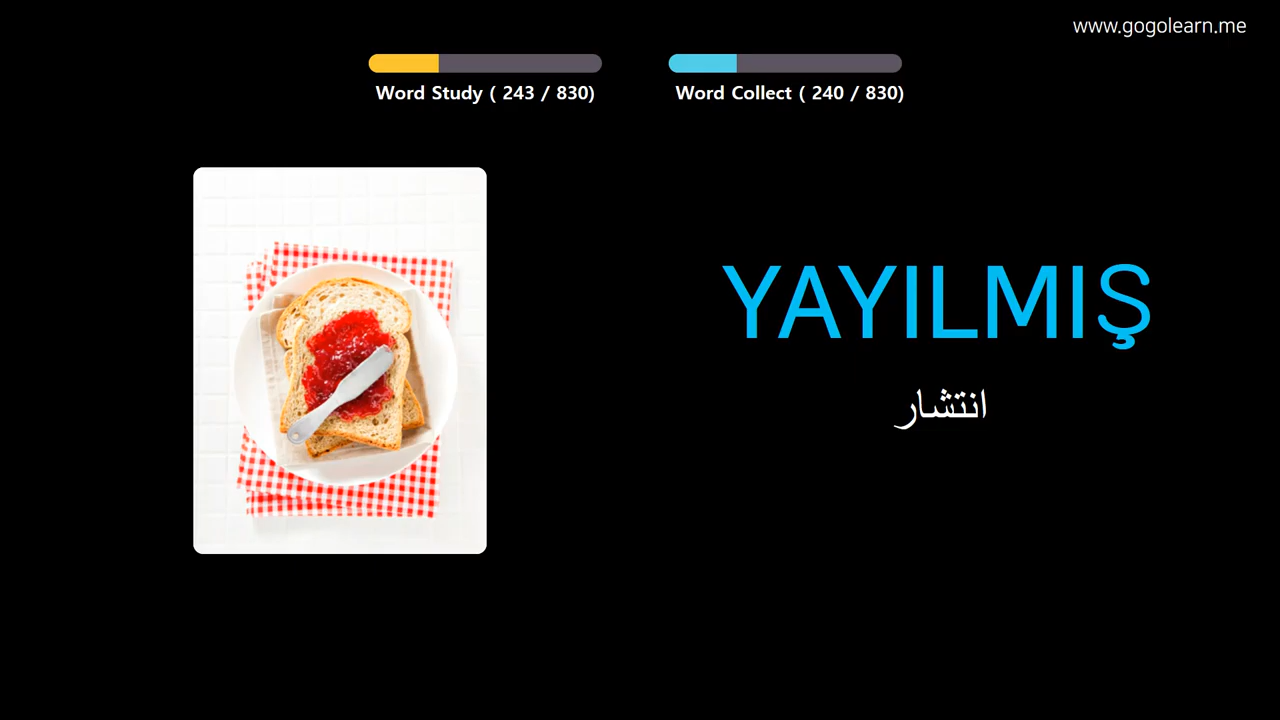 www.gogolearn.me
Word Study ( 243 / 830)
Word Collect ( 240 / 830)
YAYILMIŞ
انتشار